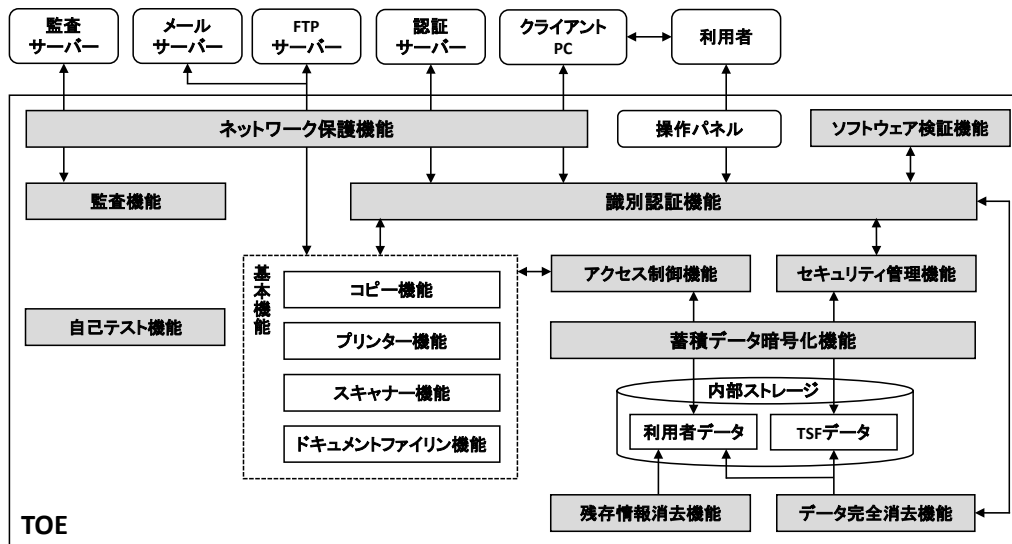 監査
サーバー
メール
サーバー
FTP
サーバー
認証
サーバー
クライアント
PC
利用者
ネットワーク保護機能
操作パネル
ソフトウェア検証機能
監査機能
識別認証機能
基本機能
コピー機能
プリンター機能
スキャナー機能
ドキュメントファイリン機能
アクセス制御機能
セキュリティ管理機能
自己テスト機能
蓄積データ暗号化機能
内部ストレージ
利用者データ
TSFデータ
残存情報消去機能
データ完全消去機能
TOE